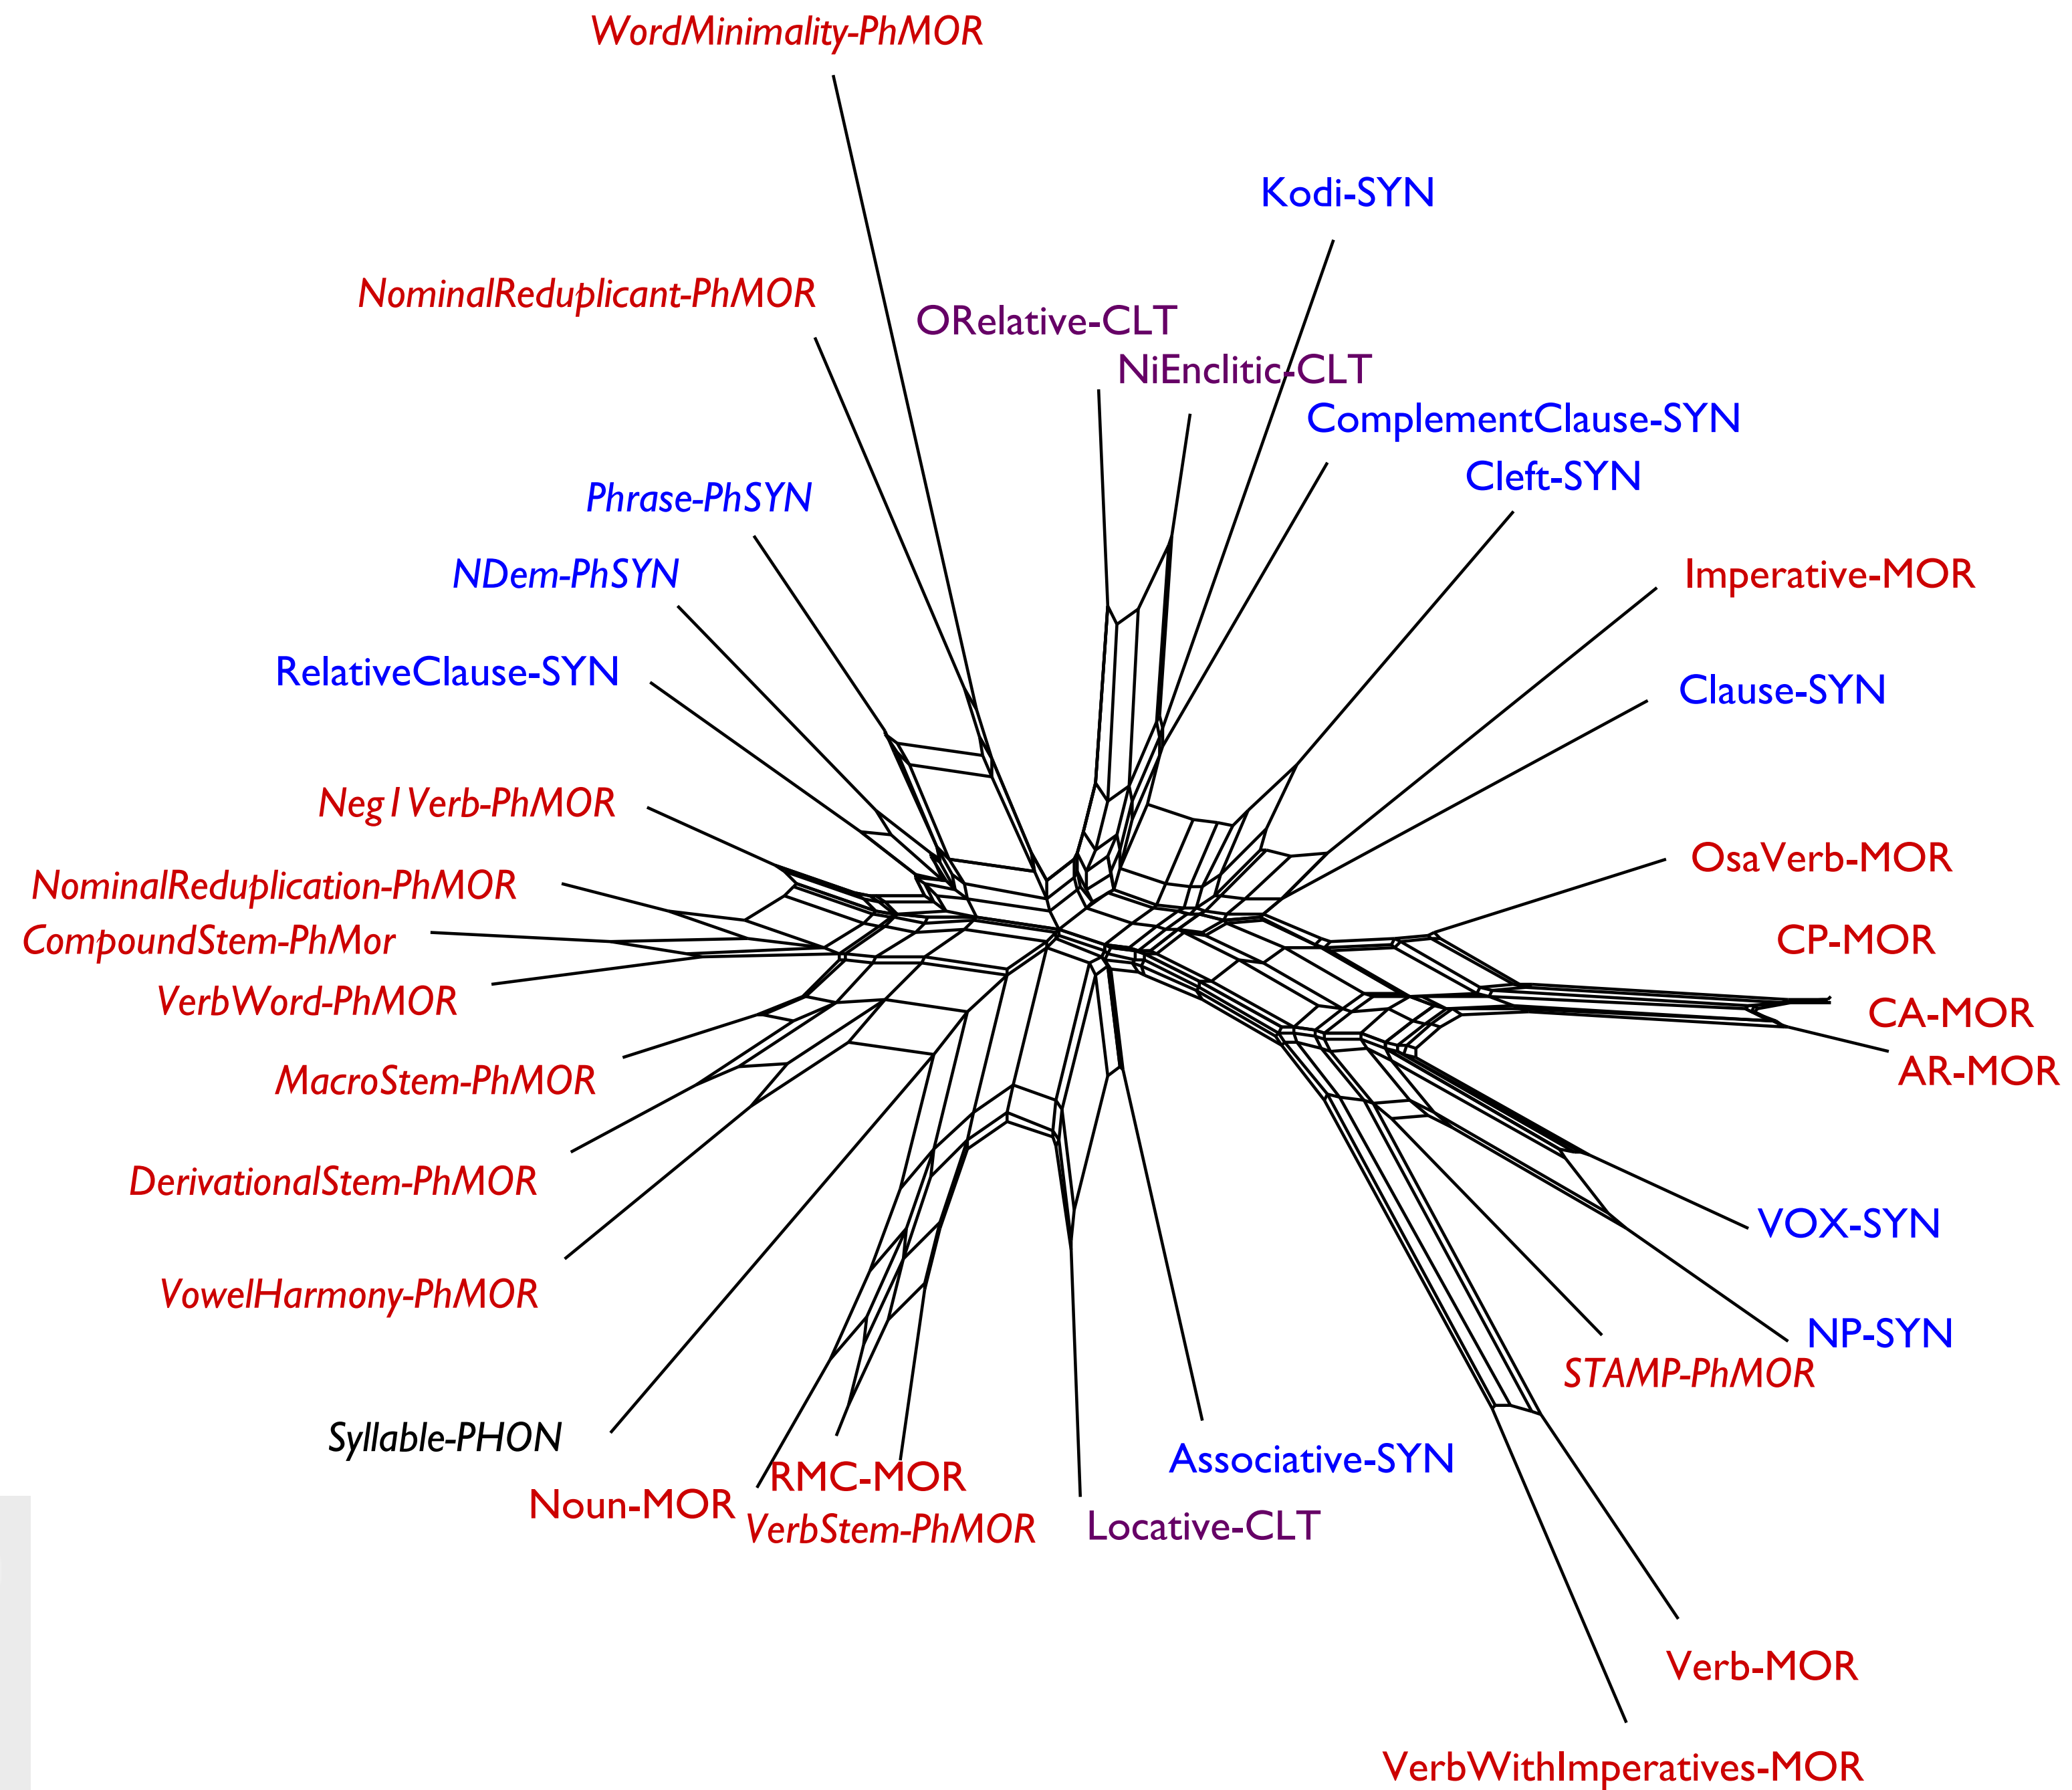 WordMinimality-PhMOR
Kodi-SYN
NominalReduplicant-PhMOR
ORelative-CLT
NiEnclitic-CLT
ComplementClause-SYN
Cleft-SYN
Phrase-PhSYN
NDem-PhSYN
Imperative-MOR
RelativeClause-SYN
Clause-SYN
Neg1Verb-PhMOR
OsaVerb-MOR
NominalReduplication-PhMOR
CompoundStem-PhMor
CP-MOR
VerbWord-PhMOR
CA-MOR
AR-MOR
MacroStem-PhMOR
DerivationalStem-PhMOR
VOX-SYN
VowelHarmony-PhMOR
NP-SYN
STAMP-PhMOR
Syllable-PHON
Associative-SYN
RMC-MOR
Noun-MOR
VerbStem-PhMOR
Locative-CLT
Verb-MOR
VerbWithImperatives-MOR